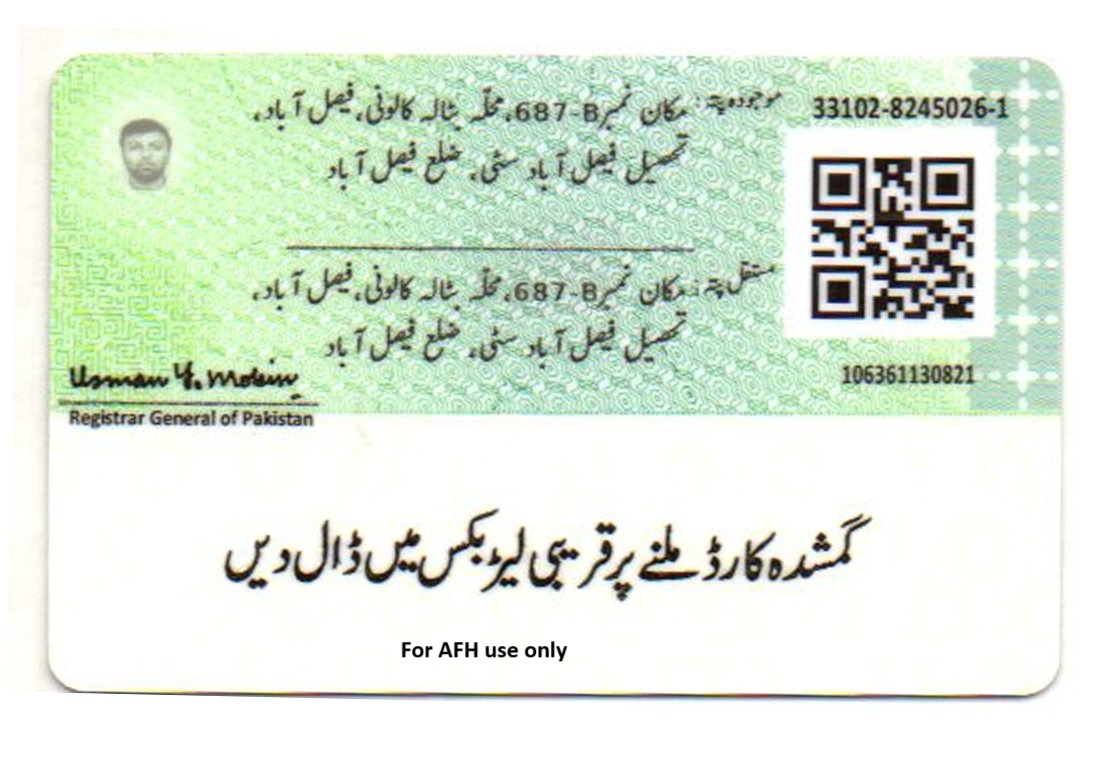 33102-8245026-1
موجودہ پتہ: مکان نمبر 687-B، محلہ بٹالہ کالونی، فیصل آباد،
تحصیل فیصل آباد سٹی، ضلع فیصل آباد
مستقل پتہ: مکان نمبر 687-B، محلہ بٹالہ کالونی، فیصل آباد،
تحصیل فیصل آباد سٹی، ضلع فیصل آباد
106361130821
Usman Y. Mobin
Registrar General of Pakistan
گمشدہ کارڈ ملنے پر قریبی لیٹر بکس میں ڈال دیں
For AFH use only